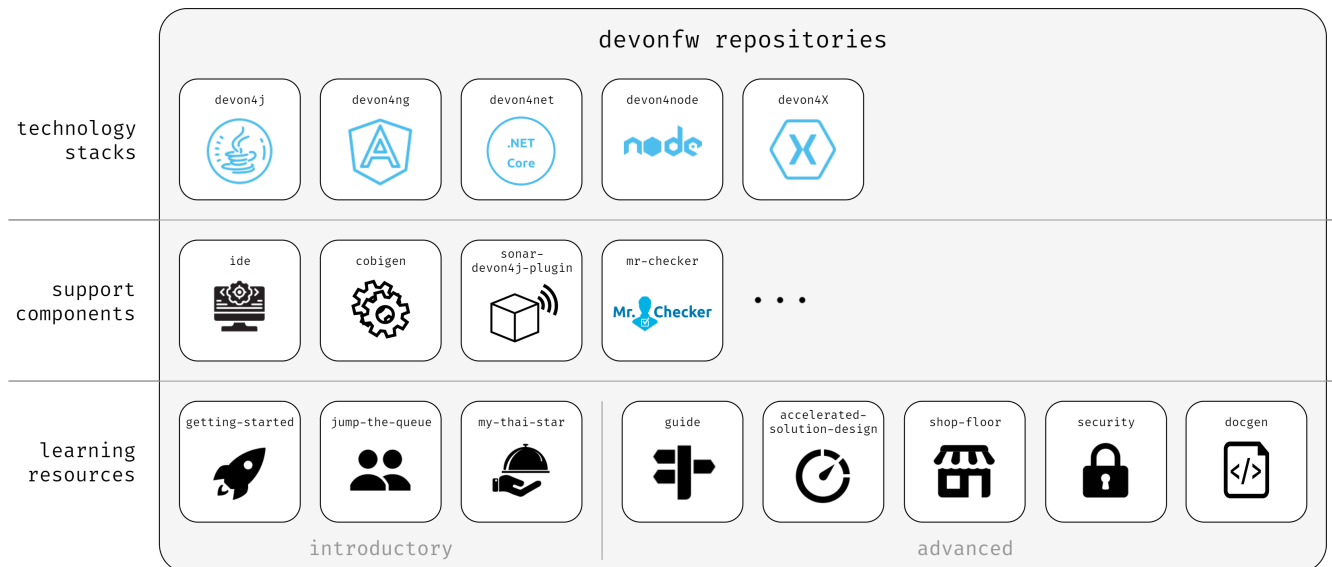 devonfw repositories
technology
stacks
devon4j
devon4ng
devon4net
.NET
Core
devon4node
node
devon4X
X
support
components
ide
cobigen
sonar-
devon4j-plugin
mr-checker
Mr. Checker
...
learning
resources
getting-started
jump-the-queue
my-thai-star
guide
accelerated-
solution-design
shop-floor
security
docgen
</>
introductory
advanced